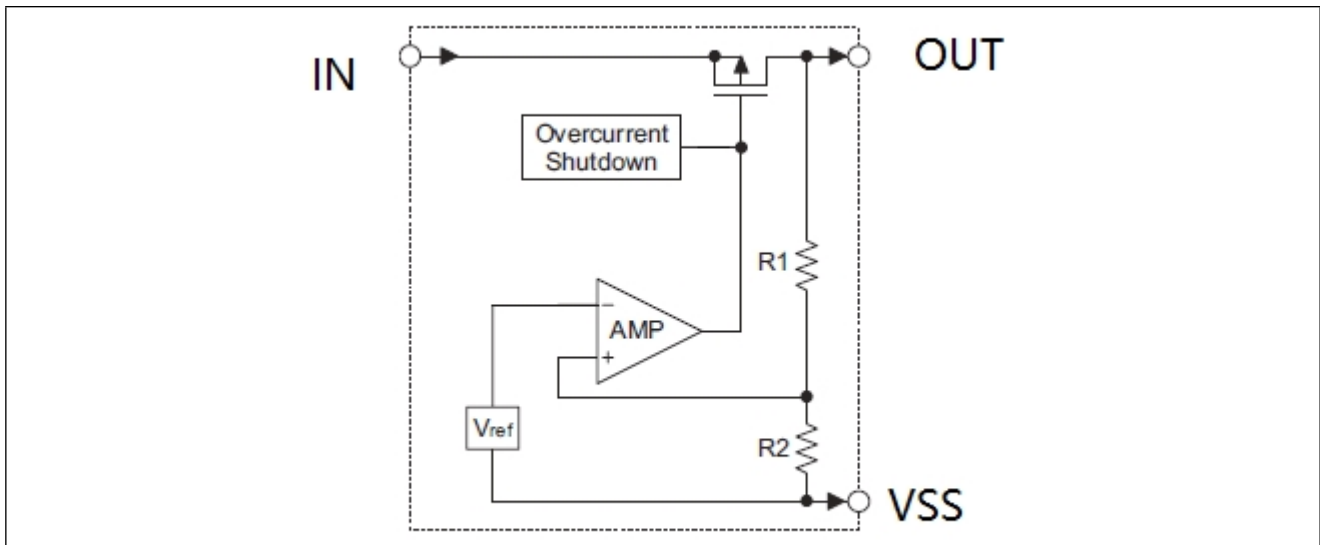 IN
OUT
Overcurrent
Shutdown
R1
−
AMP
+
Vref
R2
VSS